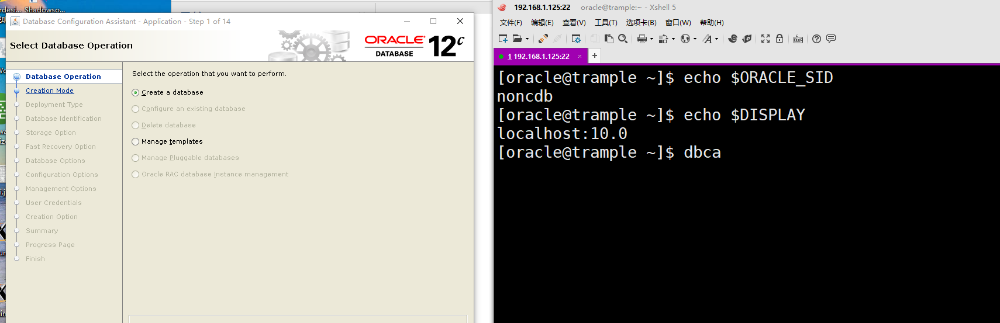 Shadowso...
Database Configuration Assistant - Application - Step 1 of 14
Select Database Operation
ORACLE
DATABASE
12c
Database Operation
Creation Mode
Deployment Type
Database Identification
Storage Option
Fast Recovery Option
Database Options
Configuration Options
Management Options
User Credentials
Creation Option
Summary
Progress Page
Finish
Select the operation that you want to perform.
Create a database
Configure an existing database
Delete database
Manage templates
Manage Pluggable databases
Oracle RAC database Instance management
192.168.1.125:22 oracle@trample:~ - Xshell 5
文件(F) 编辑(E) 查看(V) 工具(T) 选项卡(B) 窗口(W) 帮助(H)
1 192.168.1.125:22 × +
[oracle@trample ~]$ echo $ORACLE_SID
noncdb
[oracle@trample ~]$ echo $DISPLAY
localhost:10.0
[oracle@trample ~]$ dbca